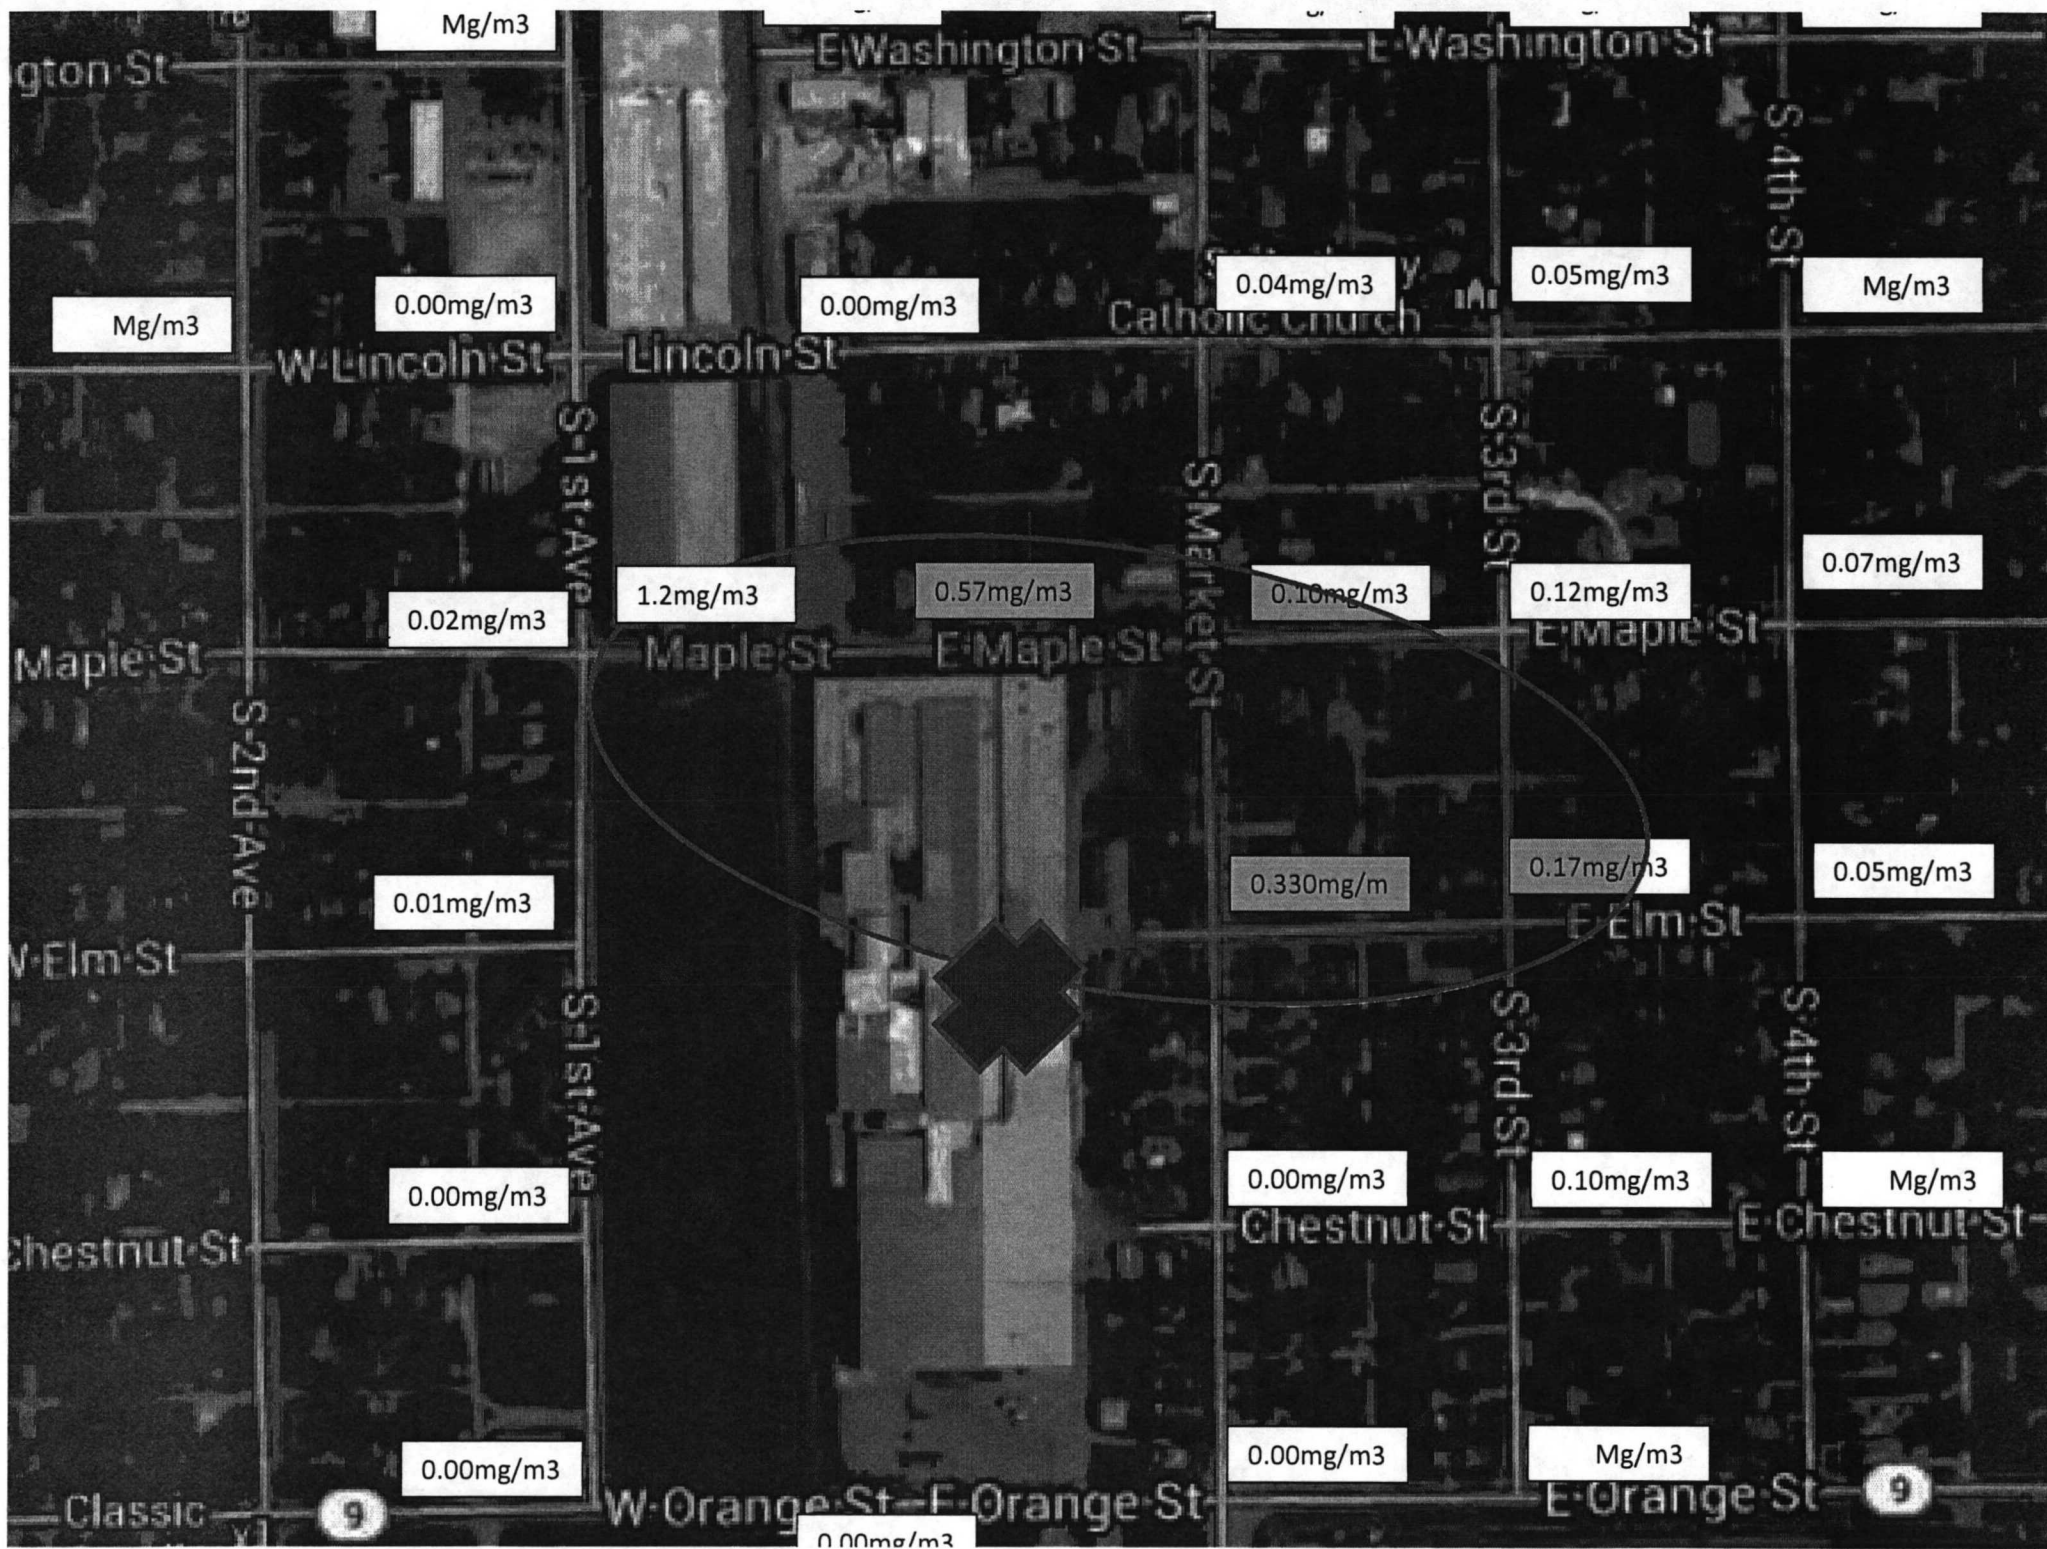 Mg/m3
E Washington St
E Washington St
gton St
S 4th St
0.00mg/m3
0.00mg/m3
0.04mg/m3
0.05mg/m3
Mg/m3
Mg/m3
Catholic Church
W Lincoln St
Lincoln St
S 1st Ave
S Market St
S 3rd St
0.02mg/m3
1.2mg/m3
0.57mg/m3
0.10mg/m3
0.12mg/m3
0.07mg/m3
Maple St
Maple St
E Maple St
E Maple St
S 2nd Ave
0.01mg/m3
0.330mg/m
0.17mg/m3
0.05mg/m3
W Elm St
E Elm St
S 1st Ave
S 3rd St
S 4th St
0.00mg/m3
0.00mg/m3
0.10mg/m3
Mg/m3
Chestnut St
Chestnut St
E Chestnut St
0.00mg/m3
0.00mg/m3
Mg/m3
Classic
9
W Orange St
E Orange St
E Orange St
9
0.00mg/m3